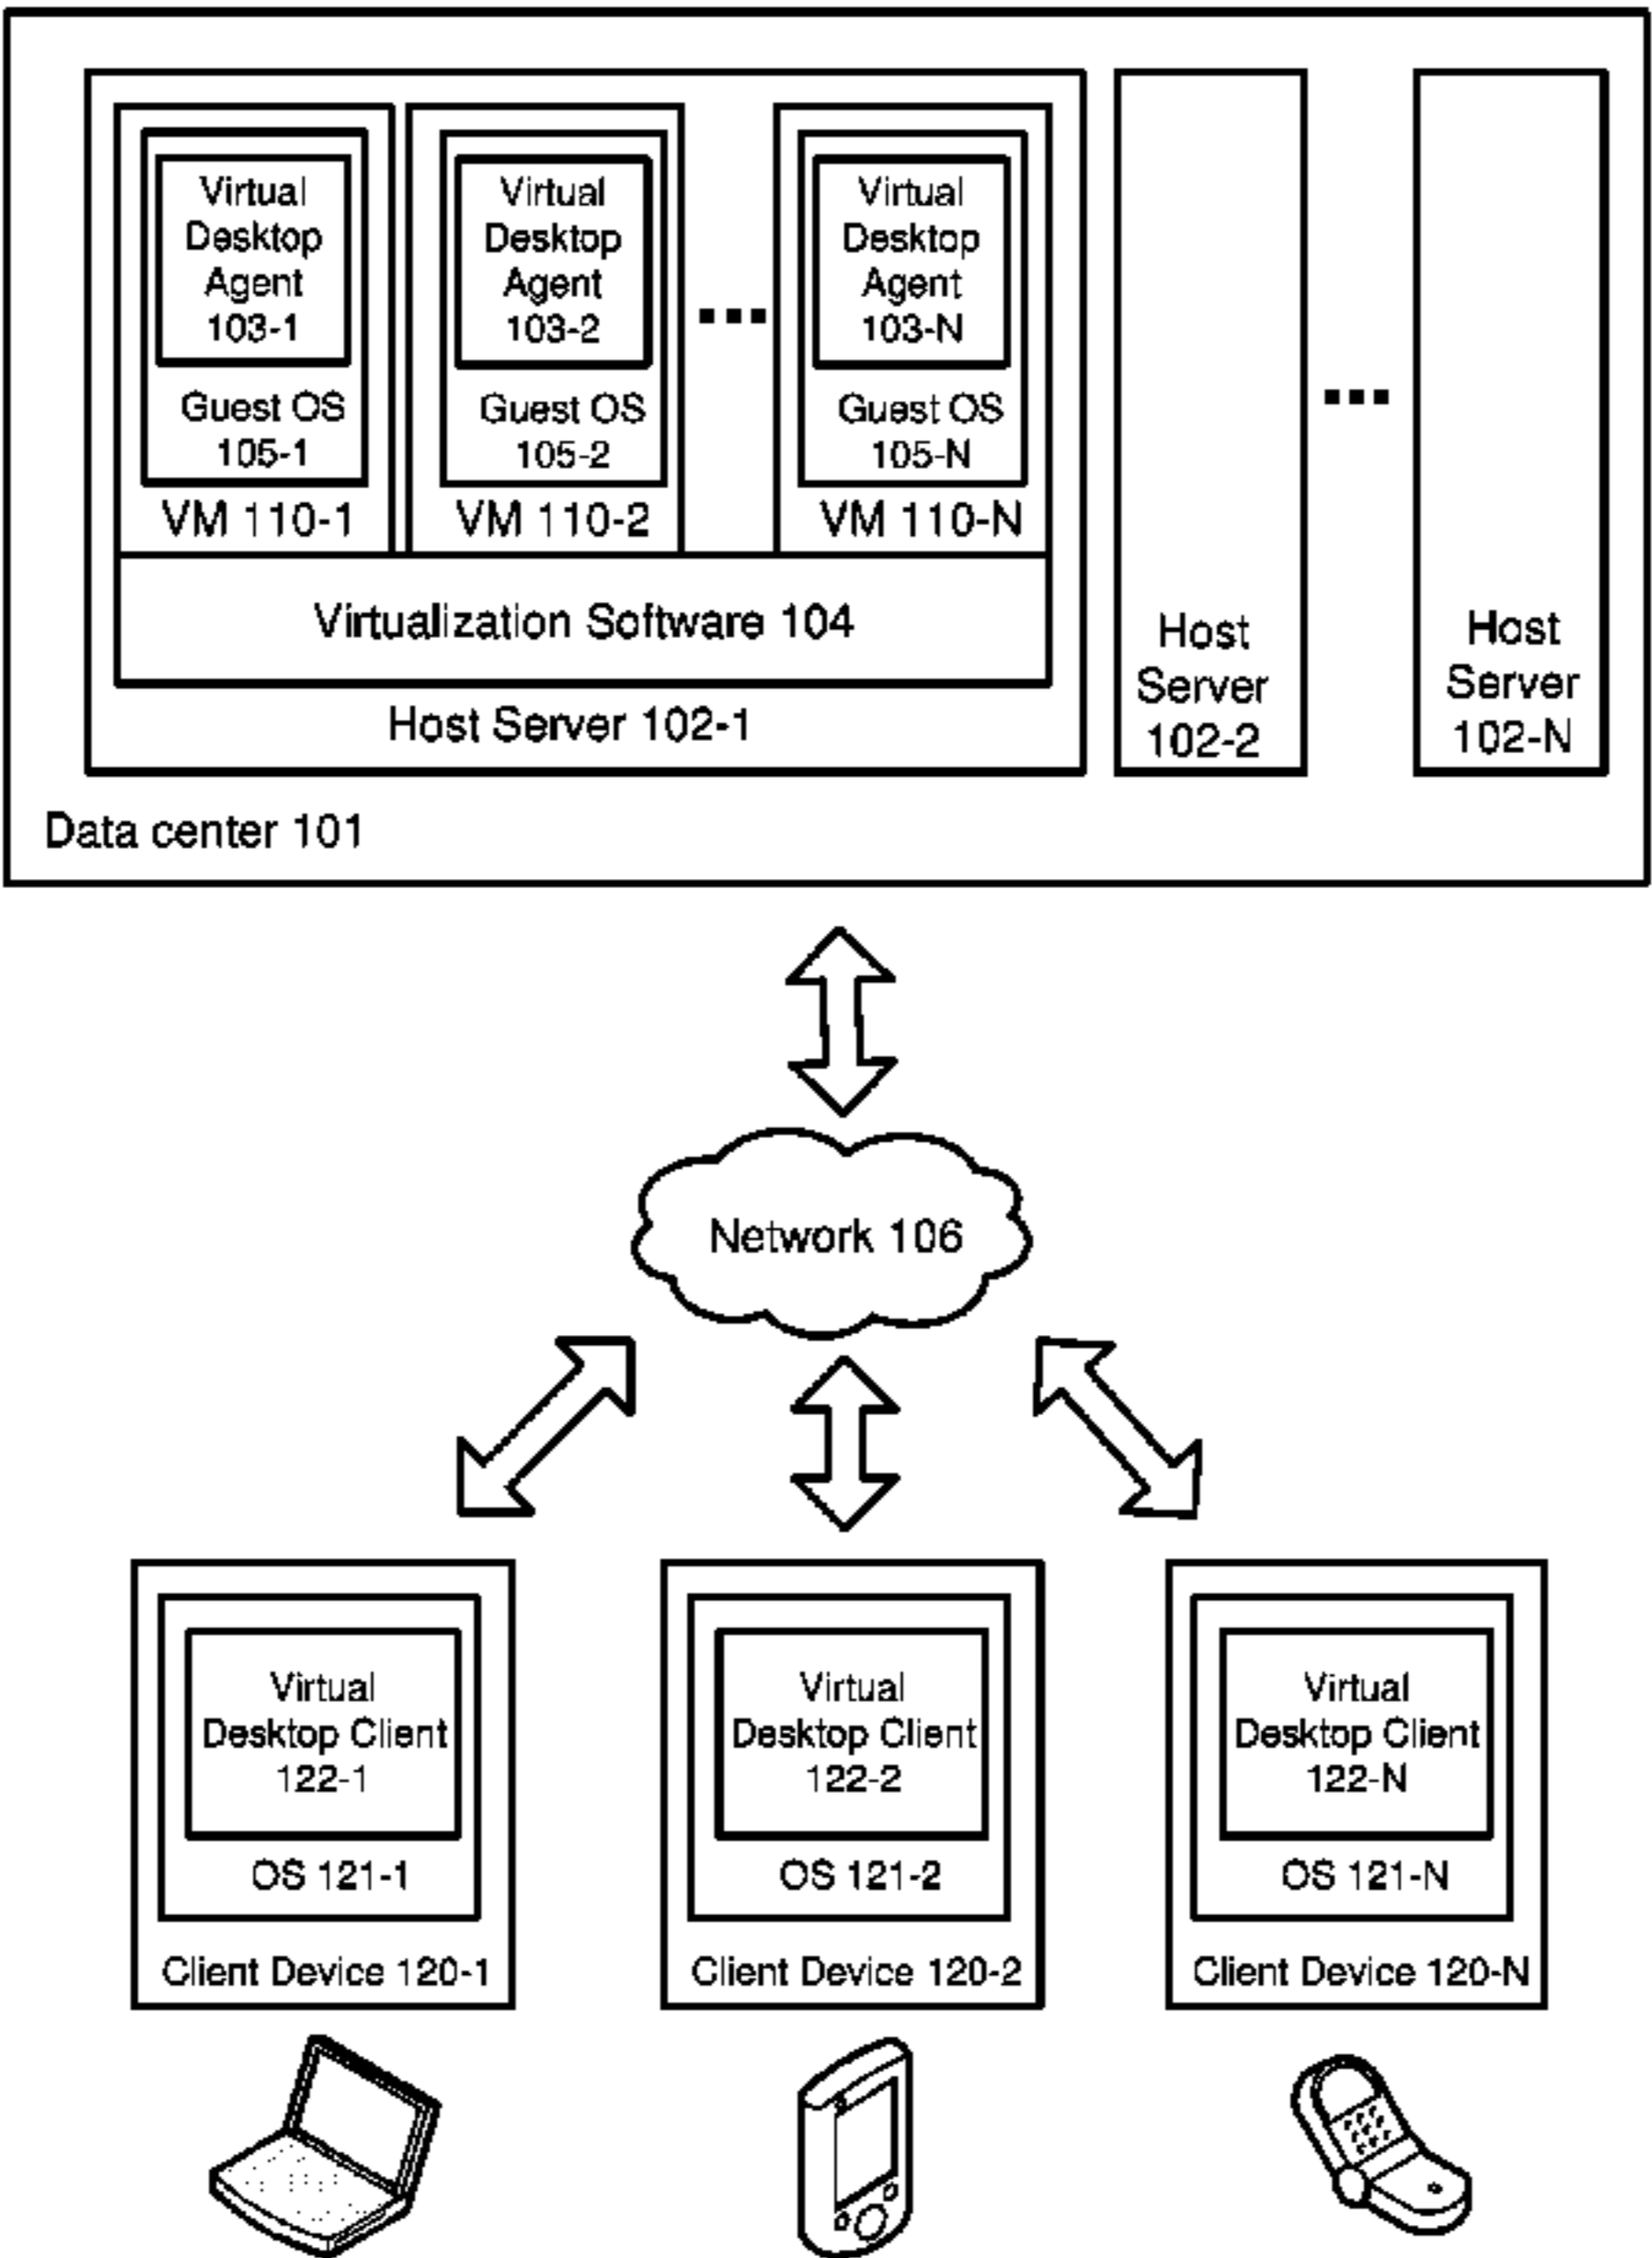 Virtual
Desktop
Agent
103-1
Guest OS
105-1
VM 110-1
Virtual
Desktop
Agent
103-2
Guest OS
105-2
VM 110-2
...
Virtual
Desktop
Agent
103-N
Guest OS
105-N
VM 110-N
Virtualization Software 104
Host Server 102-1
Host
Server
102-2
...
Host
Server
102-N
Data center 101
Network 106
Virtual
Desktop Client
122-1
OS 121-1
Client Device 120-1
Virtual
Desktop Client
122-2
OS 121-2
Client Device 120-2
Virtual
Desktop Client
122-N
OS 121-N
Client Device 120-N